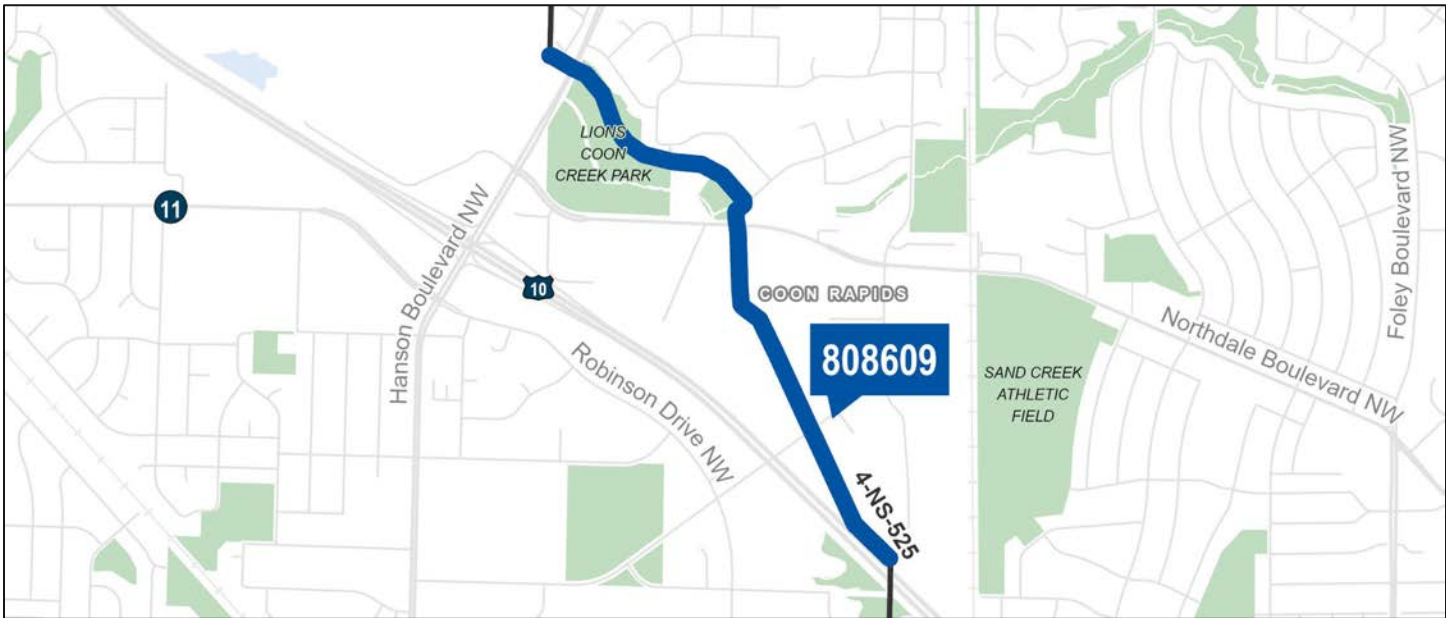 LIONS
COON
CREEK PARK
11
Hanson Boulevard NW
10
Foley Boulevard NW
COON RAPIDS
Robinson Drive NW
808609
Northdale Boulevard NW
SAND CREEK
ATHLETIC
FIELD
4-NS-525